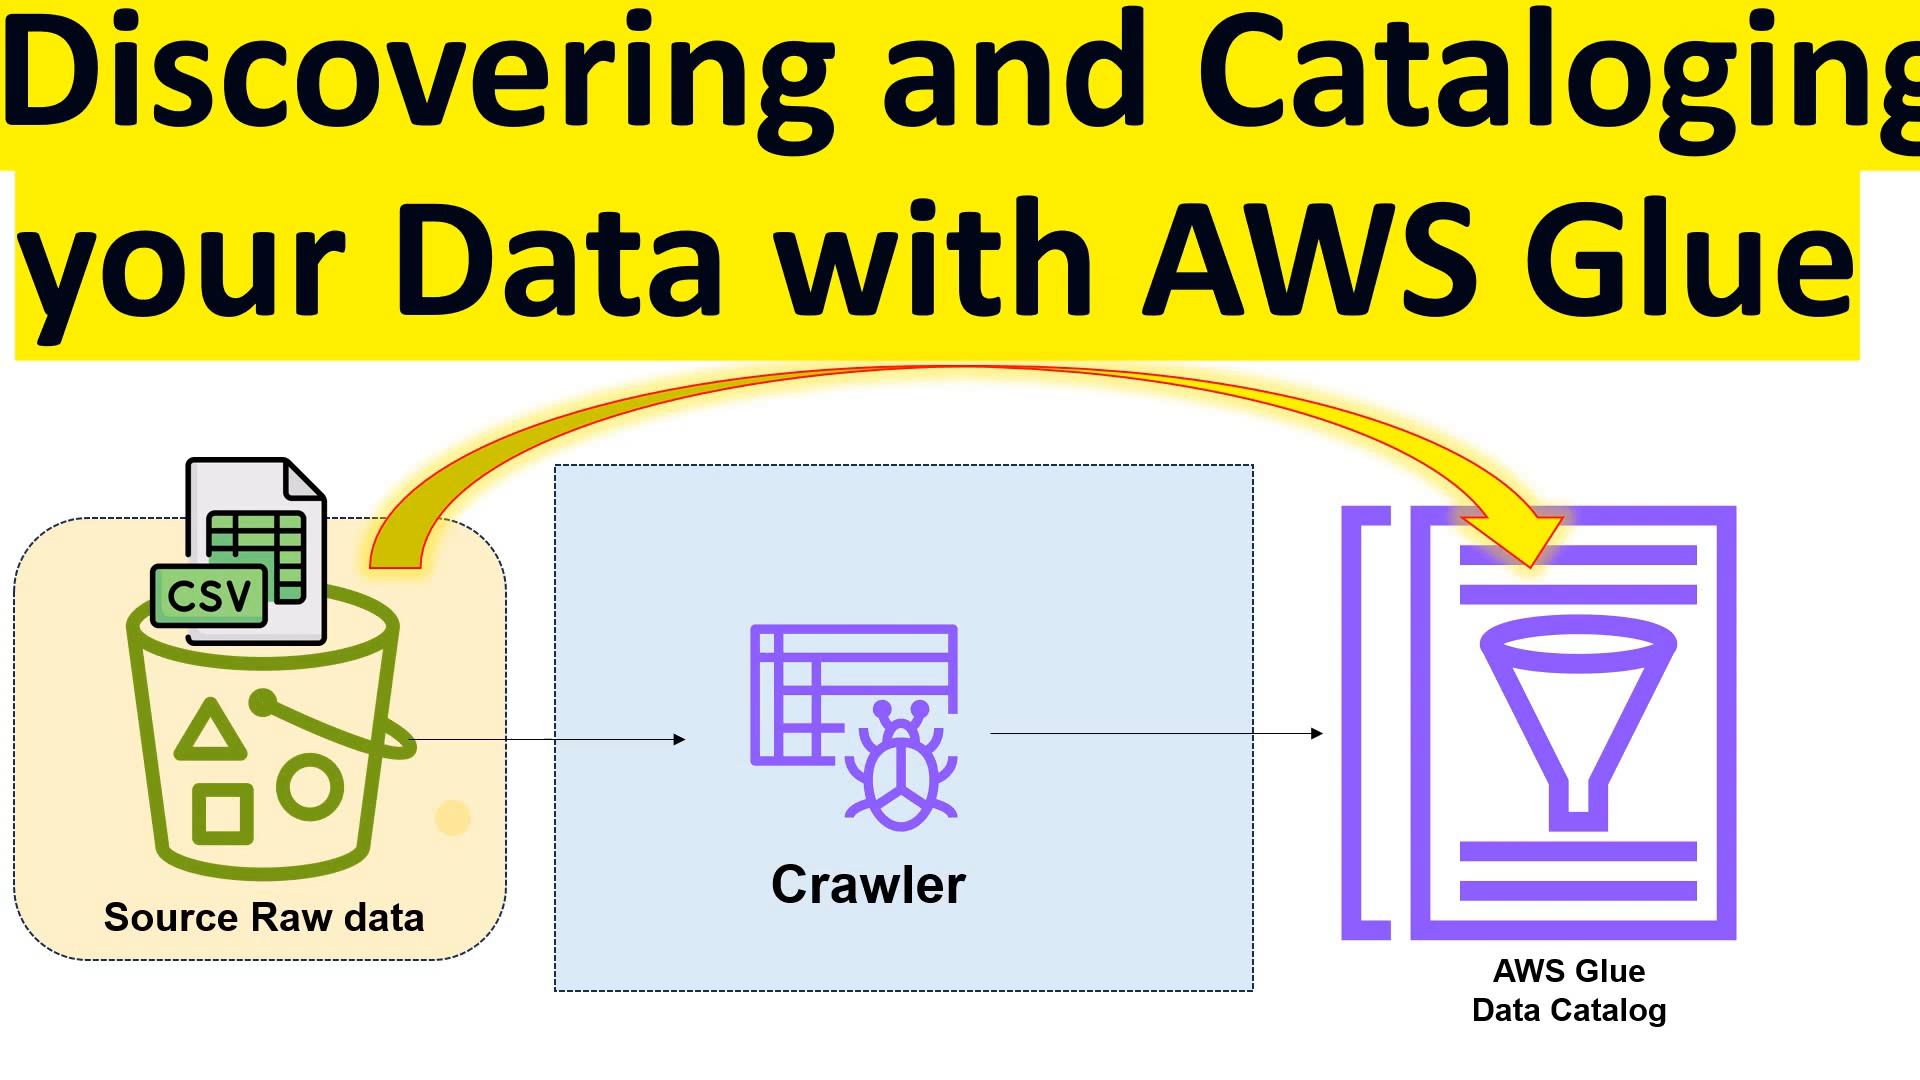 Discovering and Cataloging
your Data with AWS Glue
CSV
Source Raw data
Crawler
AWS Glue
Data Catalog